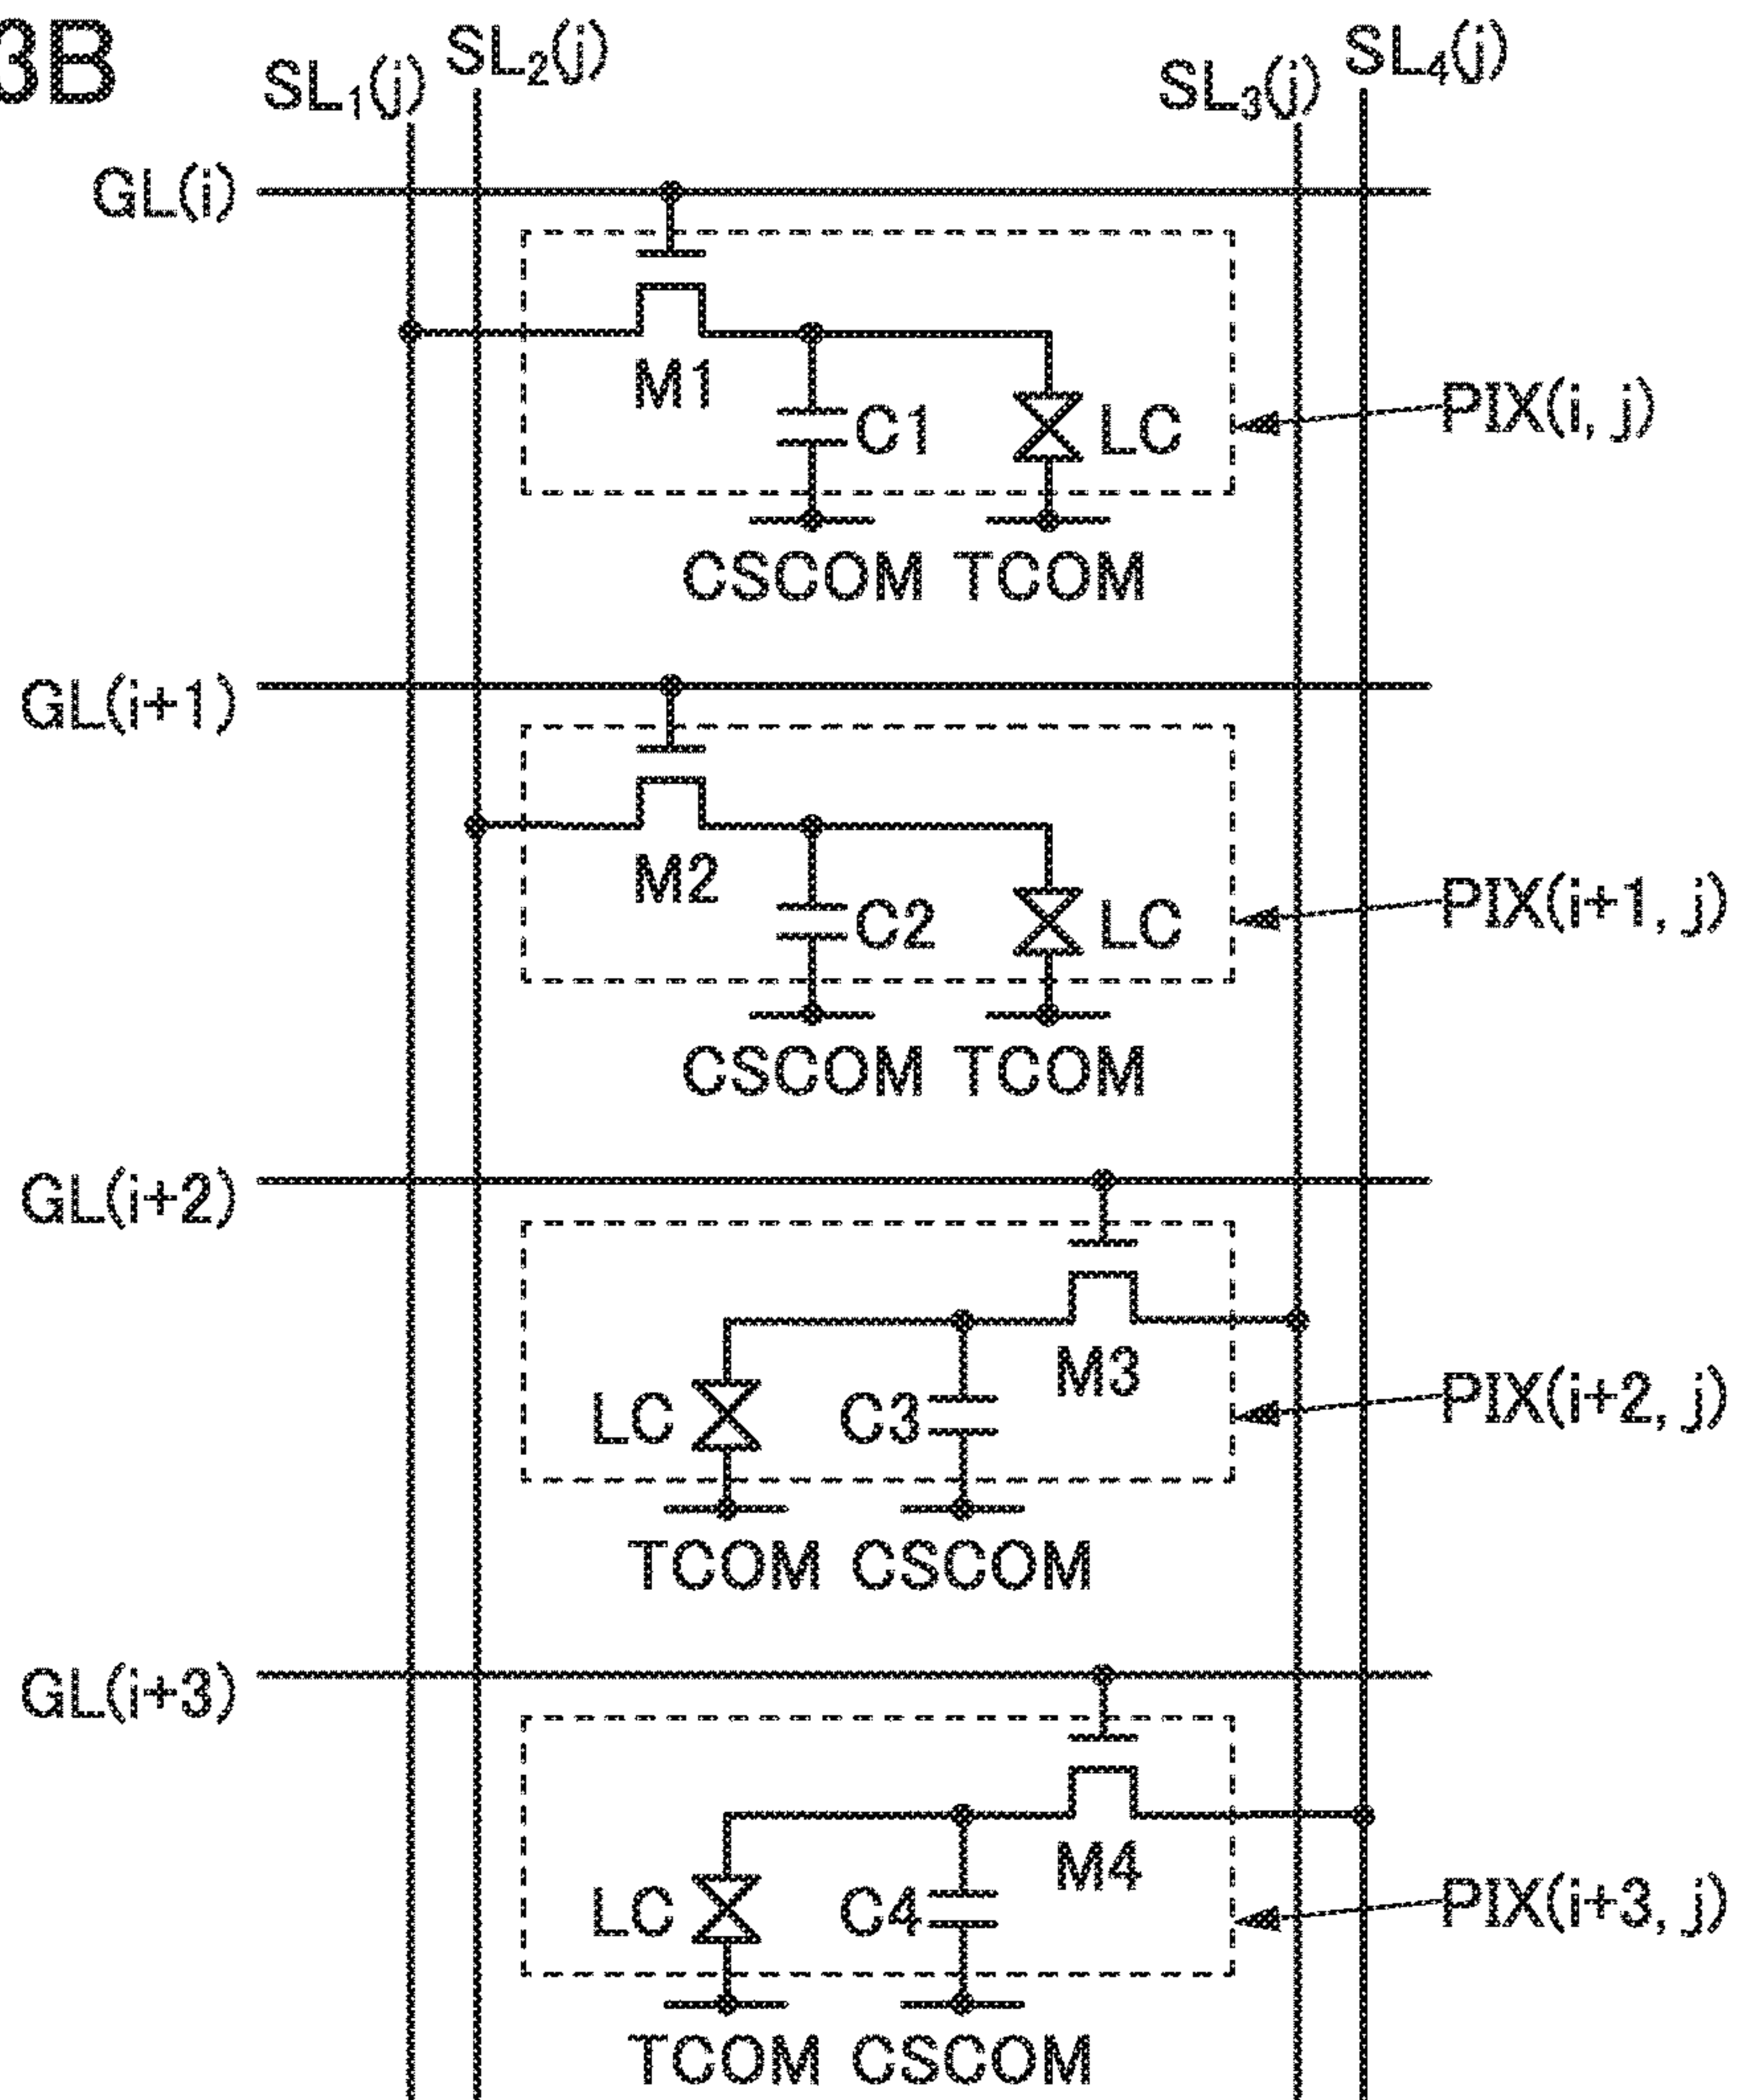 3B
SL₁(j) SL₂(j) SL₃(j) SL₄(j)
GL(i)
M1
C1 LC PIX(i, j)
CSCOM TCOM
GL(i+1)
M2
C2 LC PIX(i+1, j)
CSCOM TCOM
GL(i+2)
M3
LC C3 PIX(i+2, j)
TCOM CSCOM
GL(i+3)
M4
LC C4 PIX(i+3, j)
TCOM CSCOM